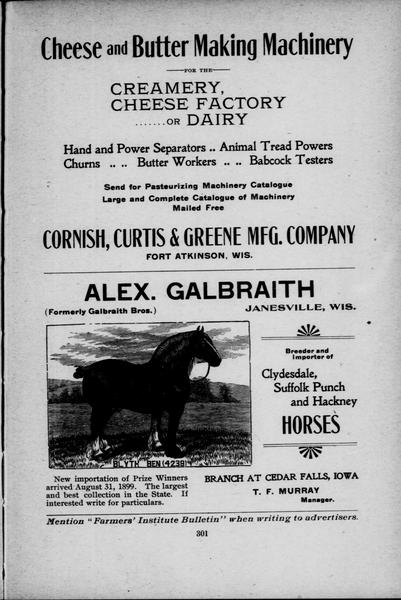 Cheese and Butter Making Machinery
FOR THE
CREAMERY,
CHEESE FACTORY
.......OR DAIRY
Hand and Power Separators .. Animal Tread Powers
Churns .. .. Butter Workers .. .. Babcock Testers
Send for Pasteurizing Machinery Catalogue
Large and Complete Catalogue of Machinery
Mailed Free
CORNISH, CURTIS & GREENE MFG. COMPANY
FORT ATKINSON, WIS.
ALEX. GALBRAITH
(Formerly Galbraith Bros.)
JANESVILLE, WIS.
BLYTH BEN (4239)
New importation of Prize Winners
arrived August 31, 1899. The largest
and best collection in the State. If
interested write for particulars.
Breeder and
Importer of
Clydesdale,
Suffolk Punch
and Hackney
HORSES
BRANCH AT CEDAR FALLS, IOWA
T. F. MURRAY
Manager.
Mention "Farmers' Institute Bulletin" when writing to advertisers.
301